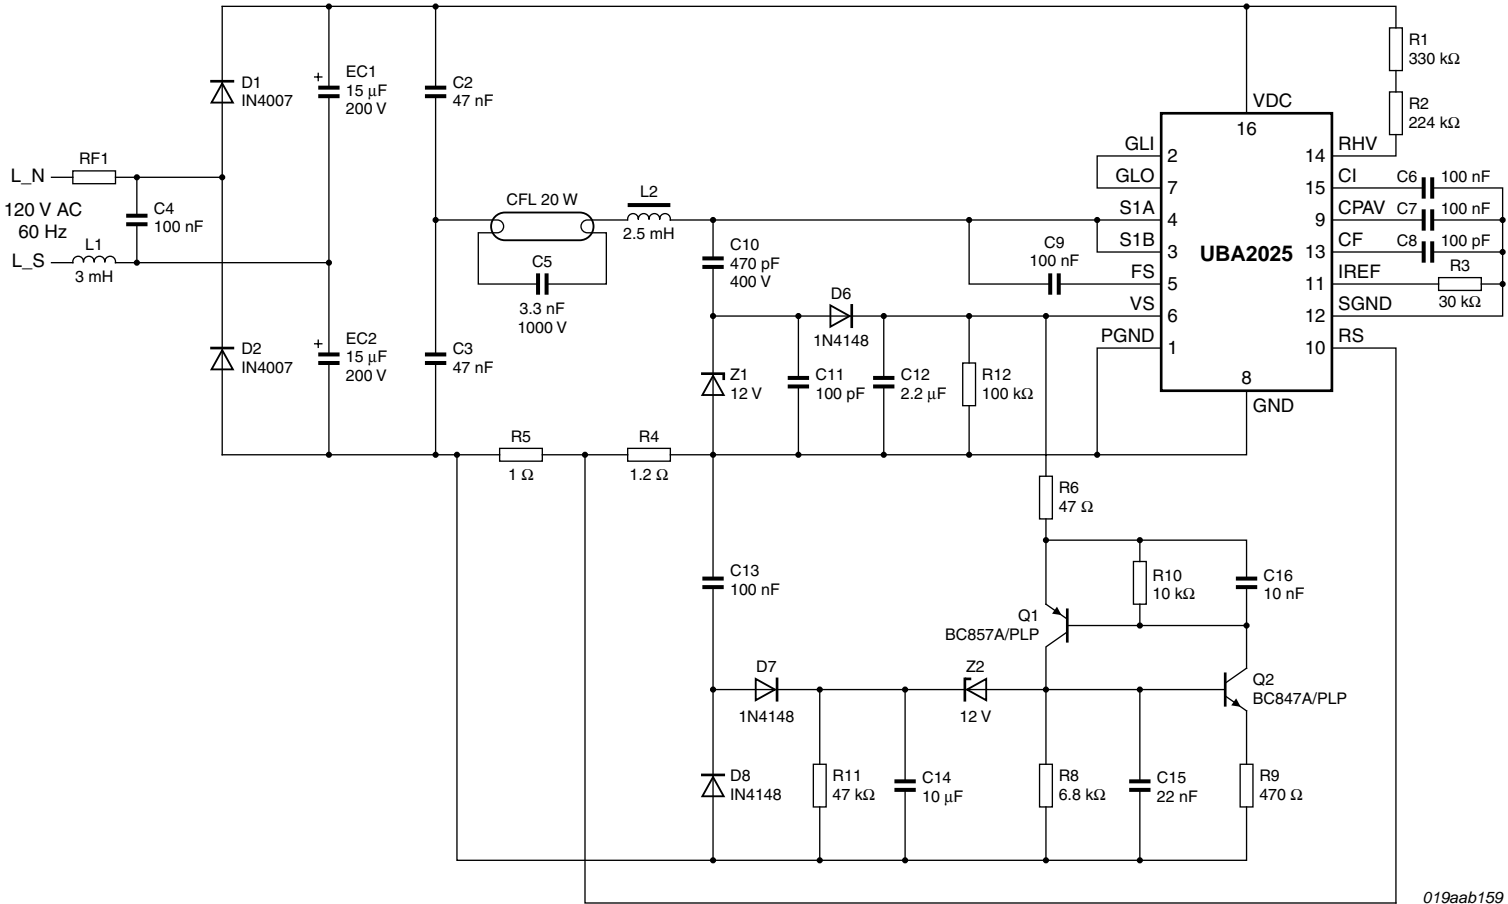 D1
IN4007
EC1
15 μF
200 V
+
C2
47 nF
R1
330 kΩ
R2
224 kΩ
VDC
16
GLI
2
14
RHV
L_N
RF1
GLO
7
15
CI
C6
100 nF
120 V AC
60 Hz
C4
100 nF
CFL 20 W
L2
2.5 mH
S1A
4
9
CPAV
C7
100 nF
L_S
L1
3 mH
C5
3.3 nF
1000 V
C10
470 pF
400 V
C9
100 nF
S1B
3
UBA2025
13
CF
C8
100 pF
FS
5
11
IREF
R3
30 kΩ
D6
1N4148
VS
6
12
SGND
PGND
1
10
RS
D2
IN4007
+
EC2
15 μF
200 V
C3
47 nF
Z1
12 V
C11
100 pF
C12
2.2 μF
R12
100 kΩ
8
GND
R5
1 Ω
R4
1.2 Ω
R6
47 Ω
C13
100 nF
R10
10 kΩ
C16
10 nF
Q1
BC857A/PLP
D7
1N4148
Z2
12 V
Q2
BC847A/PLP
D8
IN4148
R11
47 kΩ
C14
10 μF
R8
6.8 kΩ
C15
22 nF
R9
470 Ω
019aab159